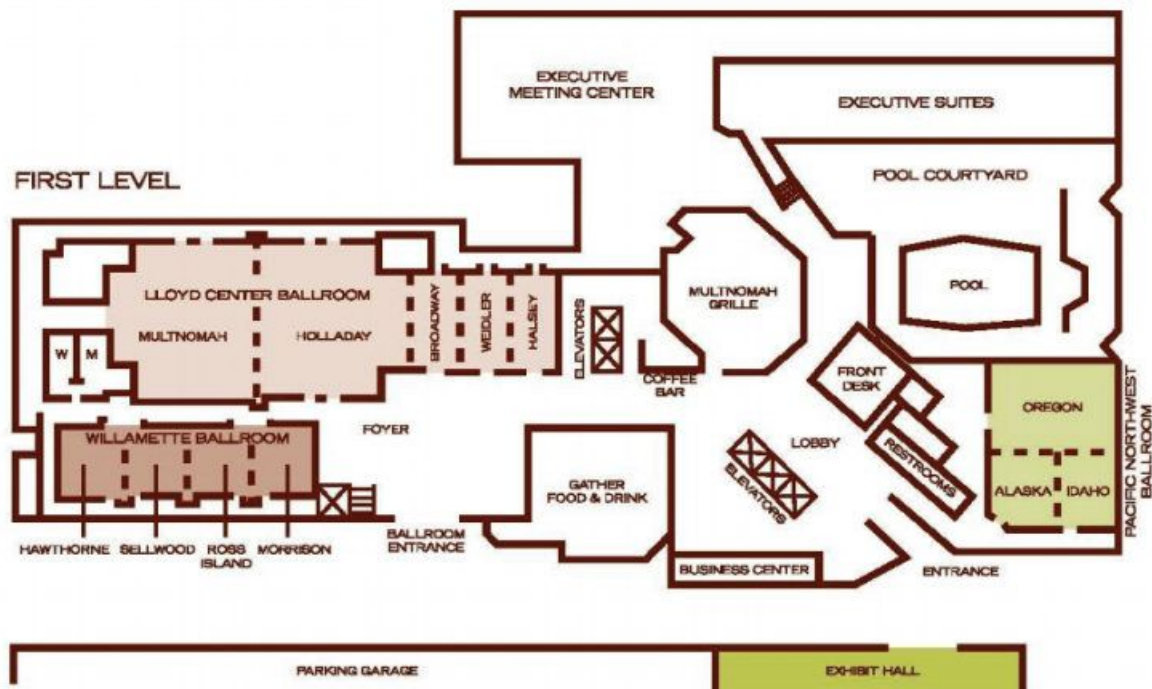 EXECUTIVE
MEETING CENTER
EXECUTIVE SUITES
FIRST LEVEL
POOL COURTYARD
LLOYD CENTER BALLROOM
MULTNOMAH
HOLLADAY
BROADWAY
WEIDLER
HALSEY
ELEVATORS
MULTNOMAH
GRILLE
POOL
W M
COFFEE
BAR
FRONT
DESK
OREGON
WILLAMETTE BALLROOM
FOYER
LOBBY
RESTROOMS
PACIFIC NORTHWEST
BALLROOM
GATHER
FOOD & DRINK
ELEVATORS
ALASKA
IDAHO
HAWTHORNE
SELLWOOD
ROSS
ISLAND
MORRISON
BALLROOM
ENTRANCE
BUSINESS CENTER
ENTRANCE
PARKING GARAGE
EXHIBIT HALL